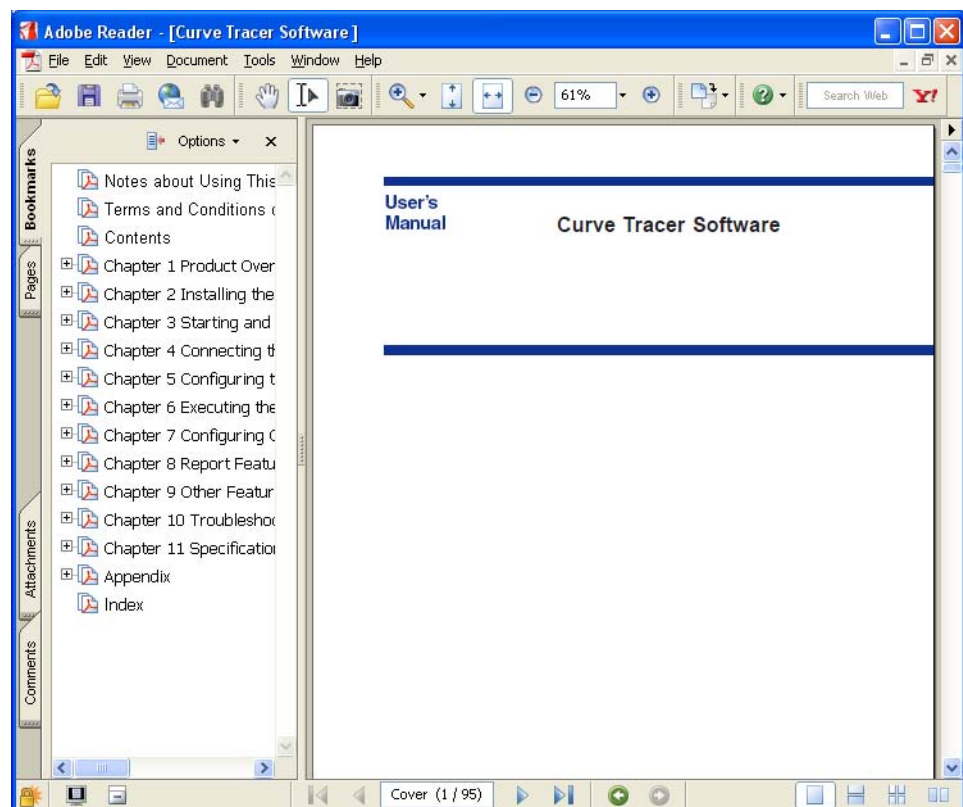 Adobe Reader - [Curve Tracer Software]
File Edit View Document Tools Window Help
61%
Search Web
Y!
Bookmarks
Pages
Attachments
Comments
Options
Notes about Using This
Terms and Conditions
Contents
Chapter 1 Product Over
Chapter 2 Installing the
Chapter 3 Starting and
Chapter 4 Connecting th
Chapter 5 Configuring t
Chapter 6 Executing the
Chapter 7 Configuring
Chapter 8 Report Featu
Chapter 9 Other Featur
Chapter 10 Troubleshoo
Chapter 11 Specification
Appendix
Index
User's
Manual
Curve Tracer Software
Cover (1 / 95)